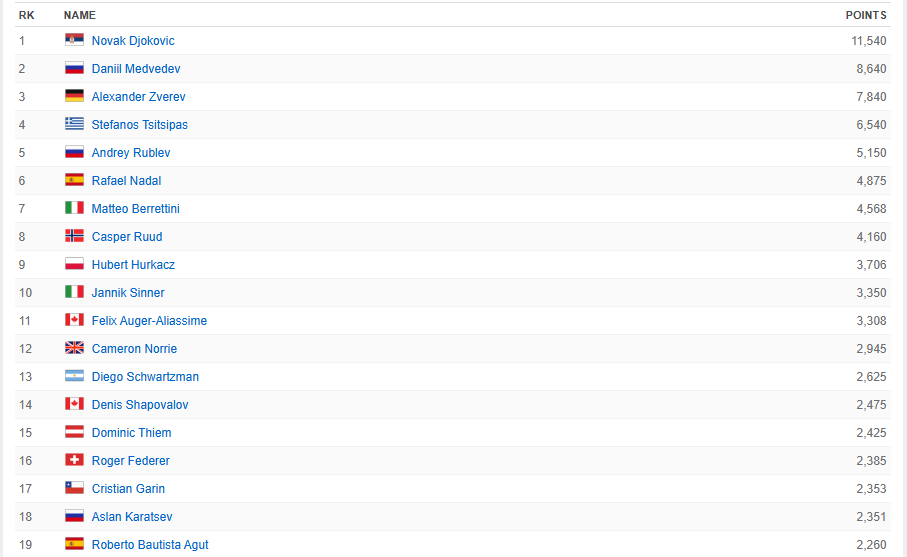 RK NAME POINTS
1 Novak Djokovic 11,540
2 Daniil Medvedev 8,640
3 Alexander Zverev 7,840
4 Stefanos Tsitsipas 6,540
5 Andrey Rublev 5,150
6 Rafael Nadal 4,875
7 Matteo Berrettini 4,568
8 Casper Ruud 4,160
9 Hubert Hurkacz 3,706
10 Jannik Sinner 3,350
11 Felix Auger-Aliassime 3,308
12 Cameron Norrie 2,945
13 Diego Schwartzman 2,625
14 Denis Shapovalov 2,475
15 Dominic Thiem 2,425
16 Roger Federer 2,385
17 Cristian Garin 2,353
18 Aslan Karatsev 2,351
19 Roberto Bautista Agut 2,260